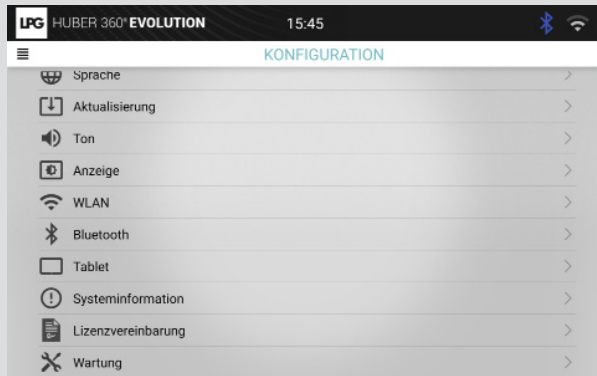 LPG HUBER 360° EVOLUTION 15:45
KONFIGURATION
Sprache
Aktualisierung
Ton
Anzeige
WLAN
Bluetooth
Tablet
Systeminformation
Lizenzvereinbarung
Wartung